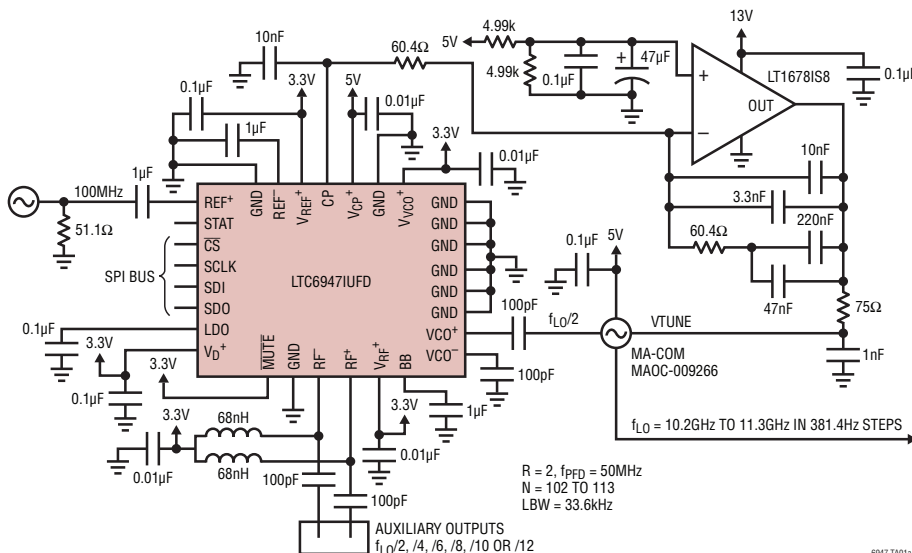 13V
4.99k
5V
10nF
60.4Ω
47µF
+
4.99k
0.1µF
+
LT1678IS8
0.1µF
OUT
–
3.3V
5V
0.1µF
0.01µF
1µF
3.3V
0.01µF
10nF
3.3nF
60.4Ω
220nF
47nF
75Ω
1nF
100MHz
1µF
51.1Ω
GND
REF–
VREF+
CP
VCP+
GND
VVCO+
REF+
STAT
CS
SCLK
SDI
SDO
LDO
VD+
SPI BUS
LTC6947IUFD
GND
GND
GND
GND
GND
GND
VCO+
VCO–
MUTE
GND
RF–
RF+
VRF+
BB
0.1µF
5V
100pF
fLO/2
VTUNE
MA-COM
MAOC-009266
100pF
0.1µF
3.3V
3.3V
0.1µF
3.3V
1µF
3.3V
68nH
0.01µF
68nH
0.01µF
100pF
100pF
fLO = 10.2GHz TO 11.3GHz IN 381.4Hz STEPS
R = 2, fPFD = 50MHz
N = 102 TO 113
LBW = 33.6kHz
AUXILIARY OUTPUTS
fLO/2, /4, /6, /8, /10 OR /12
6947 TA01a